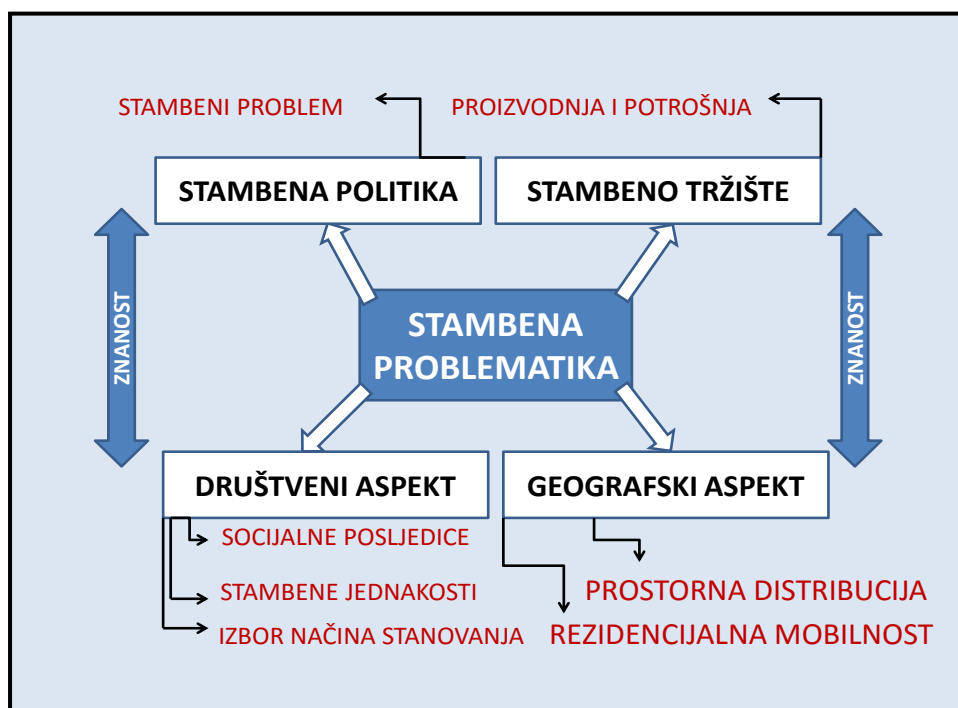 STAMBENI PROBLEM
PROIZVODNJA I POTROŠNJA
STAMBENA POLITIKA
STAMBENO TRŽIŠTE
ZNANOST
STAMBENA
PROBLEMATIKA
ZNANOST
DRUŠTVENI ASPEKT
GEOGRAFSKI ASPEKT
SOCIJALNE POSLJEDICE
STAMBENE JEDNAKOSTI
IZBOR NAČINA STANOVANJA
PROSTORNA DISTRIBUCIJA
REZIDENCIJALNA MOBILNOST